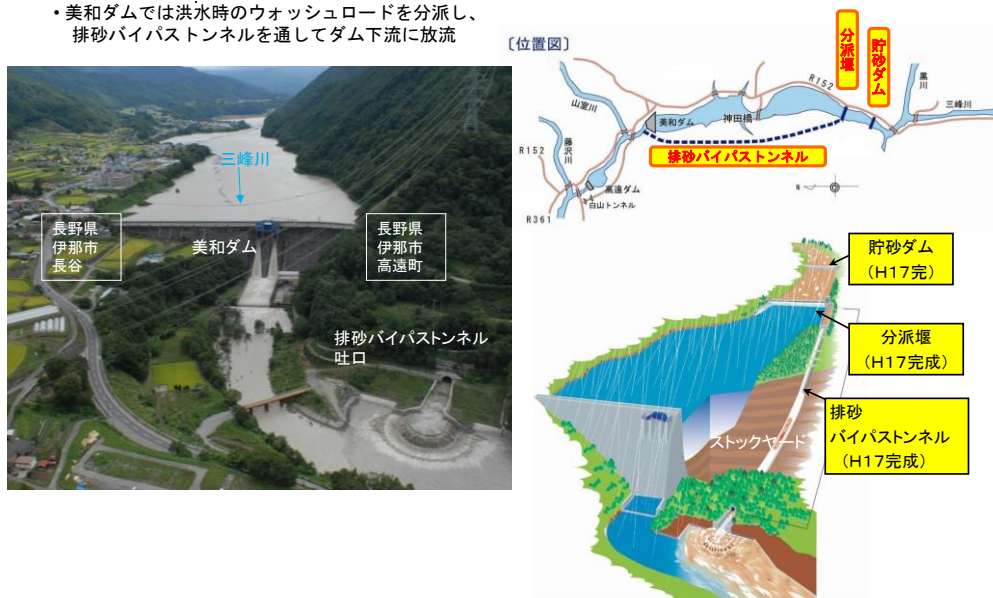 ・美和ダムでは洪水時のウォッシュロードを分派し、
排砂バイパストンネルを通してダム下流に放流
三峰川
長野県
伊那市
長谷
美和ダム
長野県
伊那市
高遠町
排砂バイパストンネル
吐口
〔位置図〕
分派堰
貯砂ダム
R152
黒川
三峰川
山室川
美和ダム
神田橋
藤沢川
R152
排砂バイパストンネル
高遠ダム
白山トンネル
R361
N
貯砂ダム
(H17完)
分派堰
(H17完成)
排砂
バイパストンネル
(H17完成)
ストックヤード